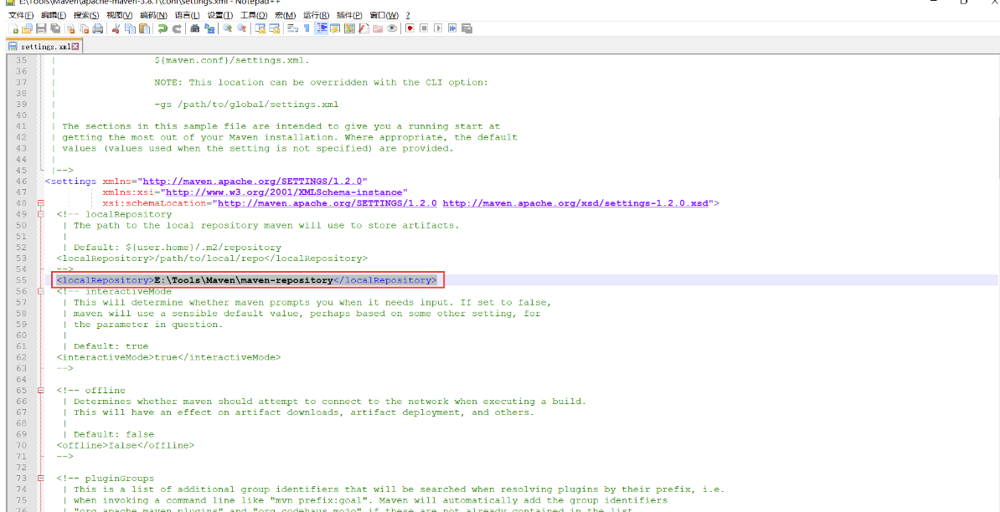 E:\Tools\Maven\apache-maven-3.8.1\conf\settings.xml - Notepad++
文件(F) 编辑(E) 搜索(S) 视图(V) 编码(N) 语言(L) 设置(T) 工具(O) 宏(M) 运行(R) 插件(P) 窗口(W) ?
settings.xml
35 | ${maven.conf}/settings.xml.
36 |
37 | NOTE: This location can be overridden with the CLI option:
38 |
39 | -gs /path/to/global/settings.xml
40 |
41 | The sections in this sample file are intended to give you a running start at
42 | getting the most out of your Maven installation. Where appropriate, the default
43 | values (values used when the setting is not specified) are provided.
44 |
45 |-->
46 <settings xmlns="http://maven.apache.org/SETTINGS/1.2.0"
47 xmlns:xsi="http://www.w3.org/2001/XMLSchema-instance"
48 xsi:schemaLocation="http://maven.apache.org/SETTINGS/1.2.0 http://maven.apache.org/xsd/settings-1.2.0.xsd">
49 <!-- localRepository
50 | The path to the local repository maven will use to store artifacts.
51 |
52 | Default: ${user.home}/.m2/repository
53 <localRepository>/path/to/local/repo</localRepository>
54 -->
55 <localRepository>E:\Tools\Maven\maven-repository</localRepository>
56 <!-- interactiveMode
57 | This will determine whether maven prompts you when it needs input. If set to false,
58 | maven will use a sensible default value, perhaps based on some other setting, for
59 | the parameter in question.
60 |
61 | Default: true
62 <interactiveMode>true</interactiveMode>
63 -->
64
65 <!-- offline
66 | Determines whether maven should attempt to connect to the network when executing a build.
67 | This will have an effect on artifact downloads, artifact deployment, and others.
68 |
69 | Default: false
70 <offline>false</offline>
71 -->
72
73 <!-- pluginGroups
74 | This is a list of additional group identifiers that will be searched when resolving plugins by their prefix, i.e.
75 | when invoking a command line like "mvn prefix:goal". Maven will automatically add the group identifiers
76 | "org.apache.maven.plugins" and "org.codehaus.mojo" if these are not already contained in the list.